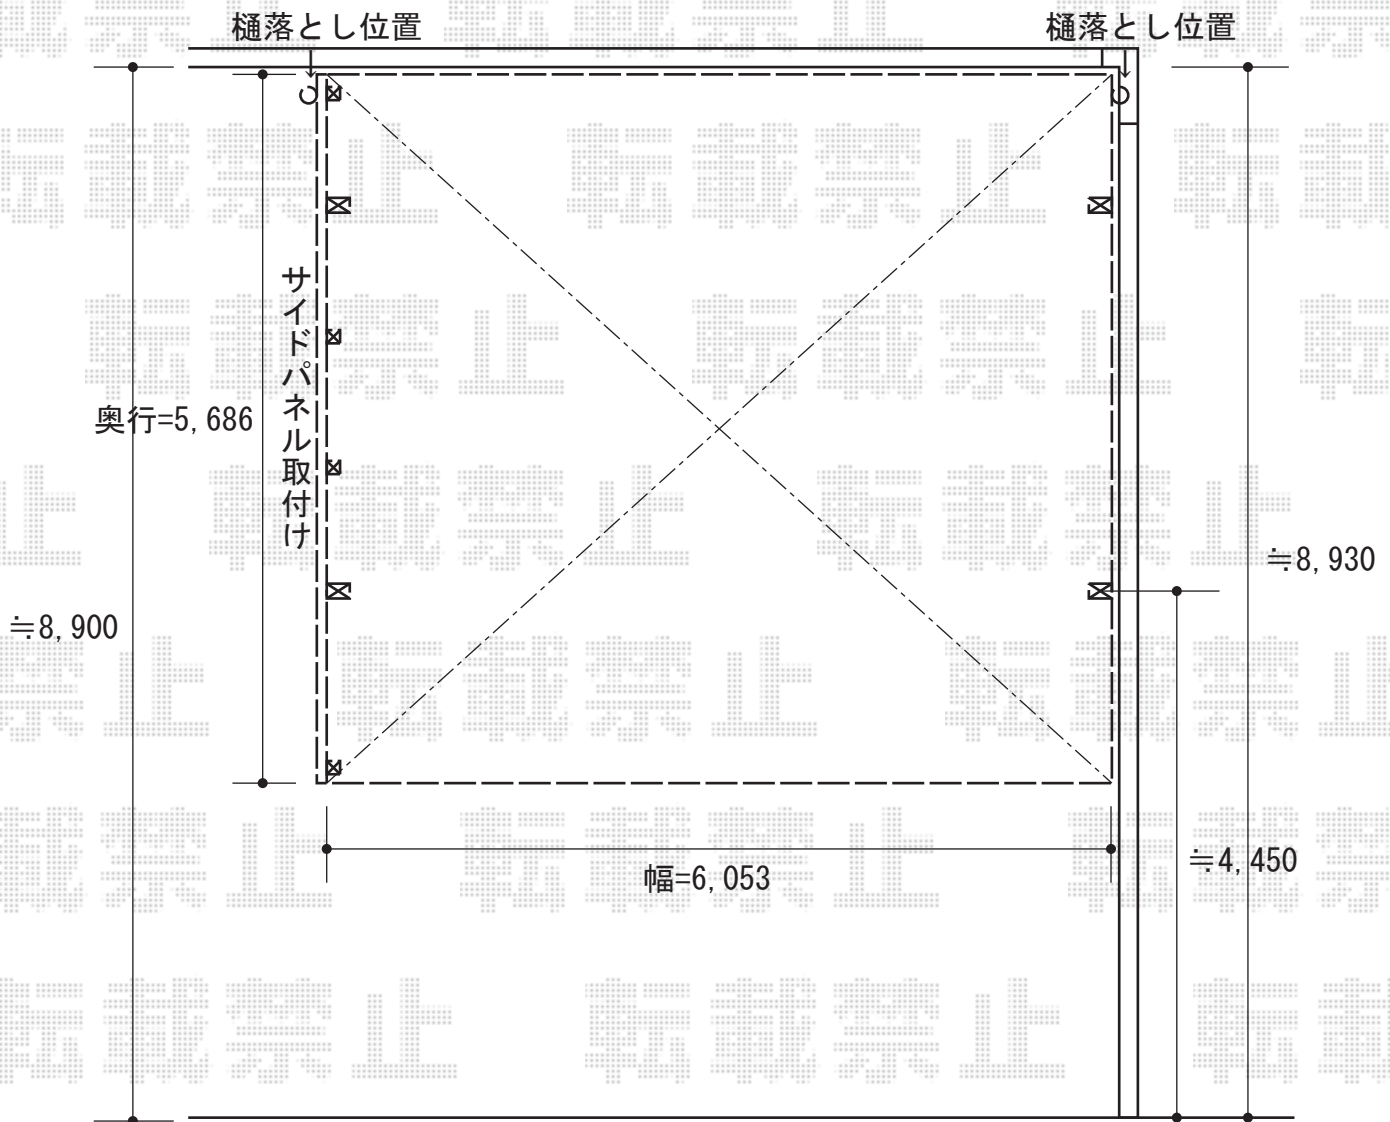 樋落とし位置
樋落とし位置
サイドパネル取付け
奥行=5,686
≒8,930
≒8,900
≒4,450
幅=6,053
転載禁止